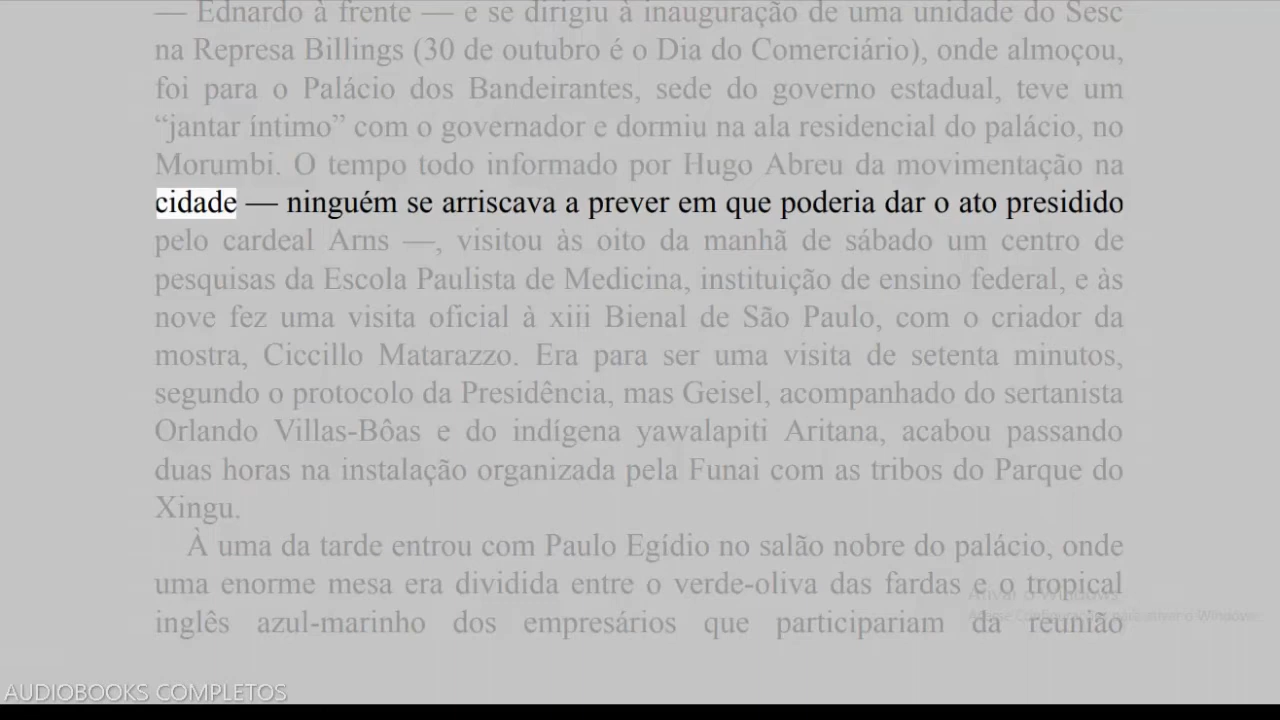 — Ednardo à frente — e se dirigiu à inauguração de uma unidade do Sesc
na Represa Billings (30 de outubro é o Dia do Comerciário), onde almoçou,
foi para o Palácio dos Bandeirantes, sede do governo estadual, teve um
“jantar íntimo” com o governador e dormiu na ala residencial do palácio, no
Morumbi. O tempo todo informado por Hugo Abreu da movimentação na
cidade — ninguém se arriscava a prever em que poderia dar o ato presidido
pelo cardeal Arns —, visitou às oito da manhã de sábado um centro de
pesquisas da Escola Paulista de Medicina, instituição de ensino federal, e às
nove fez uma visita oficial à xiii Bienal de São Paulo, com o criador da
mostra, Ciccillo Matarazzo. Era para ser uma visita de setenta minutos,
segundo o protocolo da Presidência, mas Geisel, acompanhado do sertanista
Orlando Villas-Bôas e do indígena yawalapiti Aritana, acabou passando
duas horas na instalação organizada pela Funai com as tribos do Parque do
Xingu.
À uma da tarde entrou com Paulo Egídio no salão nobre do palácio, onde
uma enorme mesa era dividida entre o verde-oliva das fardas e o tropical
Ativar o Windows
inglês azul-marinho dos empresários que participariam da reunião
AUDIOBOOKS COMPLETOS